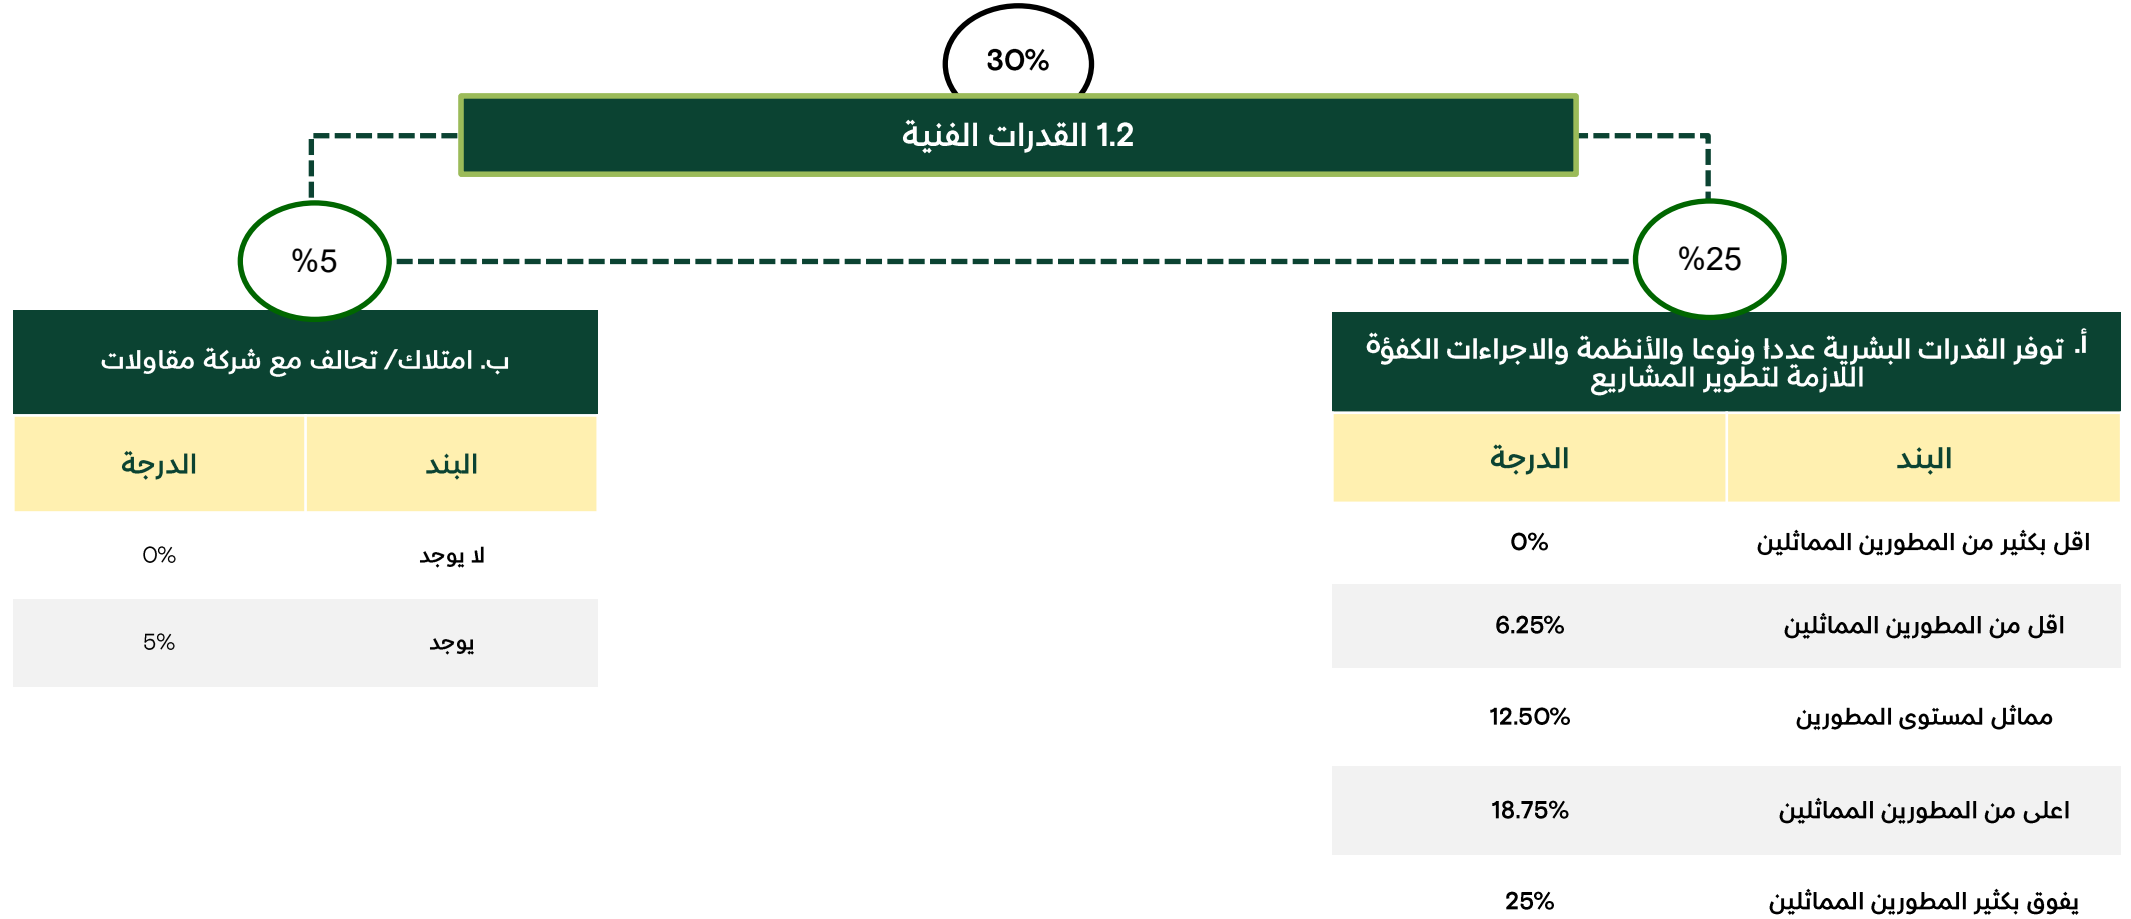 30%
1.2 القدرات الفنية
%25
%5
أ. توفر القدرات البشرية عددا ونوعا والأنظمة والاجراءات الكفؤة
اللازمة لتطوير المشاريع
البند الدرجة
اقل بكثير من المطورين المماثلين 0%
اقل من المطورين المماثلين 6.25%
مماثل لمستوى المطورين 12.50%
اعلى من المطورين المماثلين 18.75%
يفوق بكثير المطورين المماثلين 25%
ب. امتلاك/ تحالف مع شركة مقاولات
البند الدرجة
لا يوجد 0%
يوجد 5%